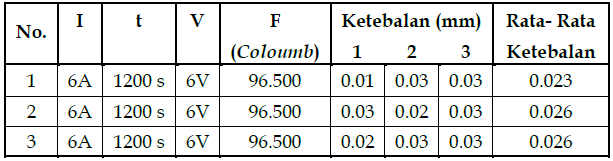 No. I t V F (Coloumb) Ketebalan (mm) 1 2 3 Rata- Rata Ketebalan
1 6A 1200 s 6V 96.500 0.01 0.03 0.03 0.023
2 6A 1200 s 6V 96.500 0.03 0.02 0.03 0.026
3 6A 1200 s 6V 96.500 0.02 0.03 0.03 0.026